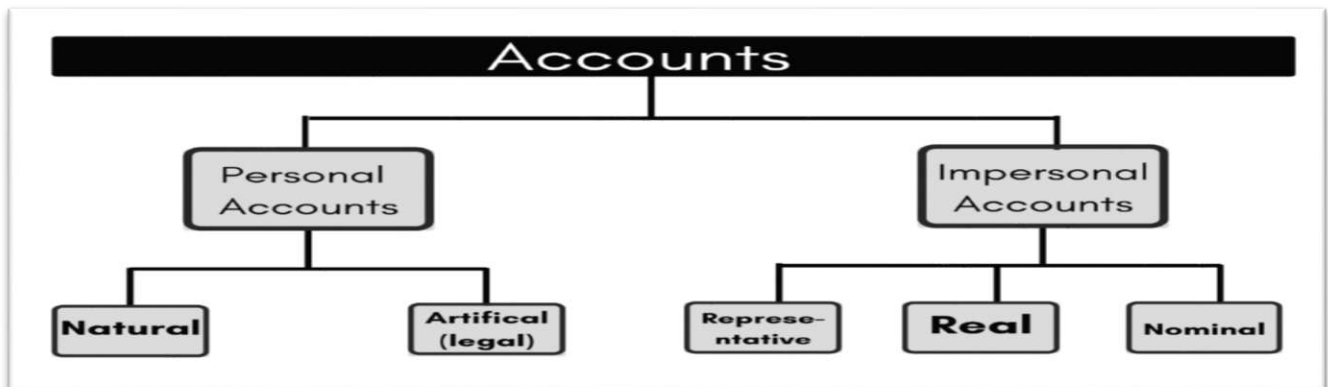 Accounts
Personal
Accounts
Impersonal
Accounts
Natural
Artifical
(legal)
Represe-
ntative
Real
Nominal